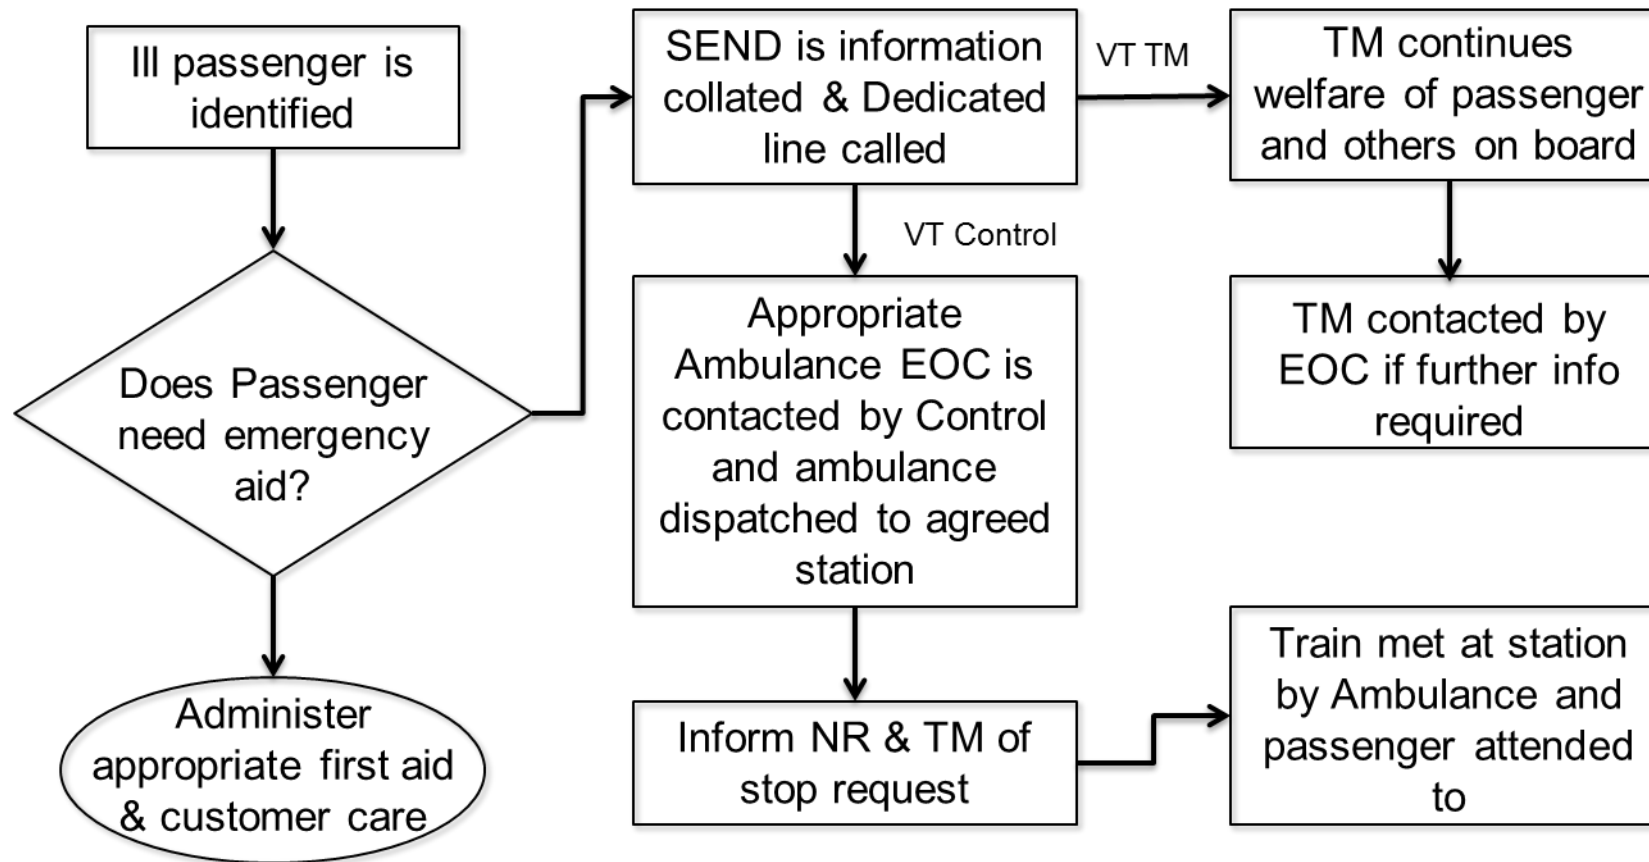 Ill passenger is
identified
Does Passenger
need emergency
aid?
Administer
appropriate first aid
& customer care
SEND is information
collated & Dedicated
line called
VT TM
VT Control
TM continues
welfare of passenger
and others on board
TM contacted by
EOC if further info
required
Appropriate
Ambulance EOC is
contacted by Control
and ambulance
dispatched to agreed
station
Inform NR & TM of
stop request
Train met at station
by Ambulance and
passenger attended
to